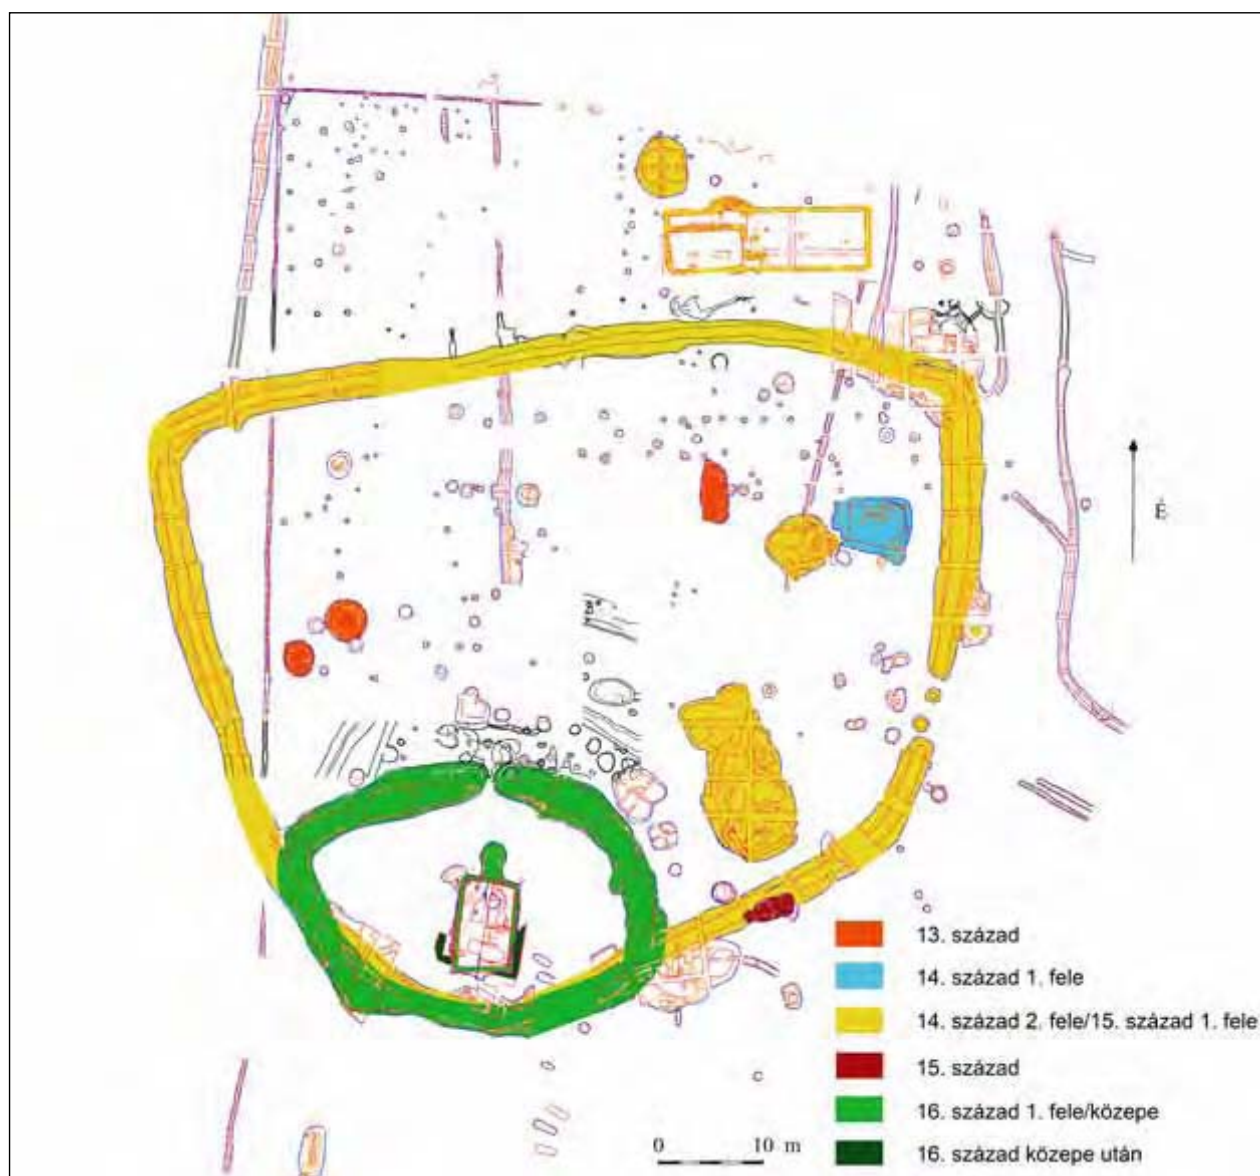 É
13. század
14. század 1. fele
14. század 2. fele/15. század 1. fele
15. század
16. század 1. fele/közepe
16. század közepe után
0 10 m